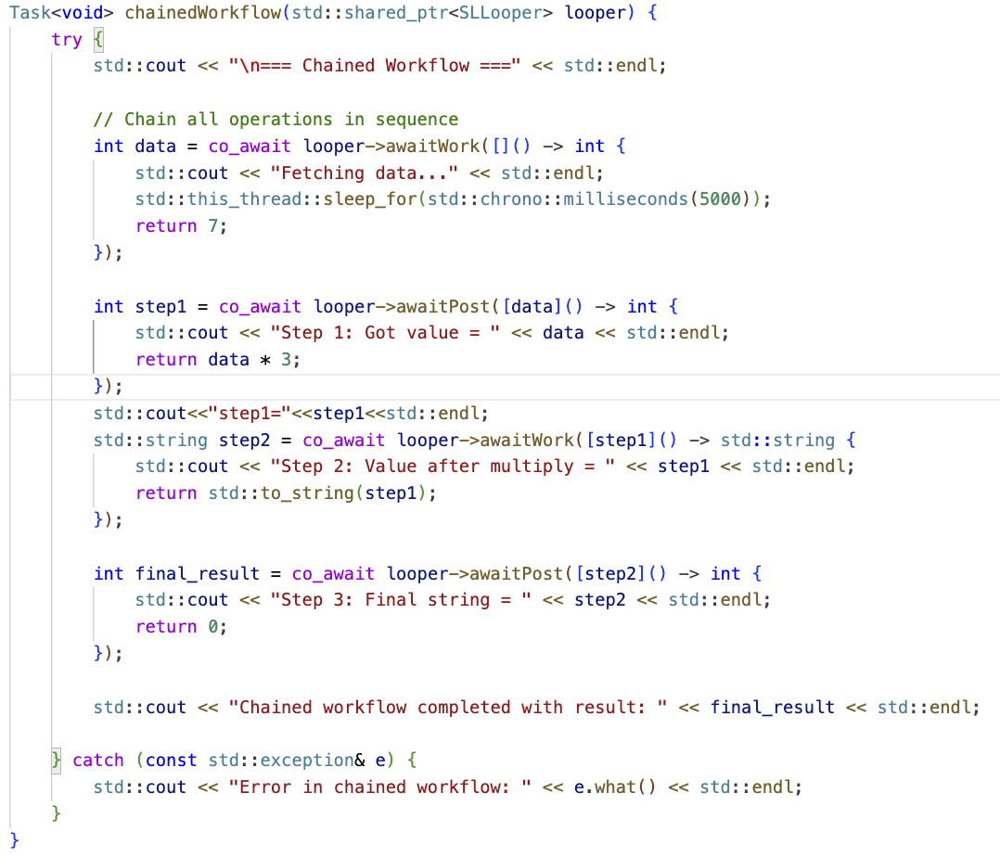 Task<void> chainedWorkflow(std::shared_ptr<SLLooper> looper) {
    try {
        std::cout << "\n=== Chained Workflow ===" << std::endl;

        // Chain all operations in sequence
        int data = co_await looper->awaitWork([]() -> int {
            std::cout << "Fetching data..." << std::endl;
            std::this_thread::sleep_for(std::chrono::milliseconds(5000));
            return 7;
        });

        int step1 = co_await looper->awaitPost([data]() -> int {
            std::cout << "Step 1: Got value = " << data << std::endl;
            return data * 3;
        });
        std::cout<<"step1="<<step1<<std::endl;
        std::string step2 = co_await looper->awaitWork([step1]() -> std::string {
            std::cout << "Step 2: Value after multiply = " << step1 << std::endl;
            return std::to_string(step1);
        });

        int final_result = co_await looper->awaitPost([step2]() -> int {
            std::cout << "Step 3: Final string = " << step2 << std::endl;
            return 0;
        });

        std::cout << "Chained workflow completed with result: " << final_result << std::endl;

    } catch (const std::exception& e) {
        std::cout << "Error in chained workflow: " << e.what() << std::endl;
    }
}